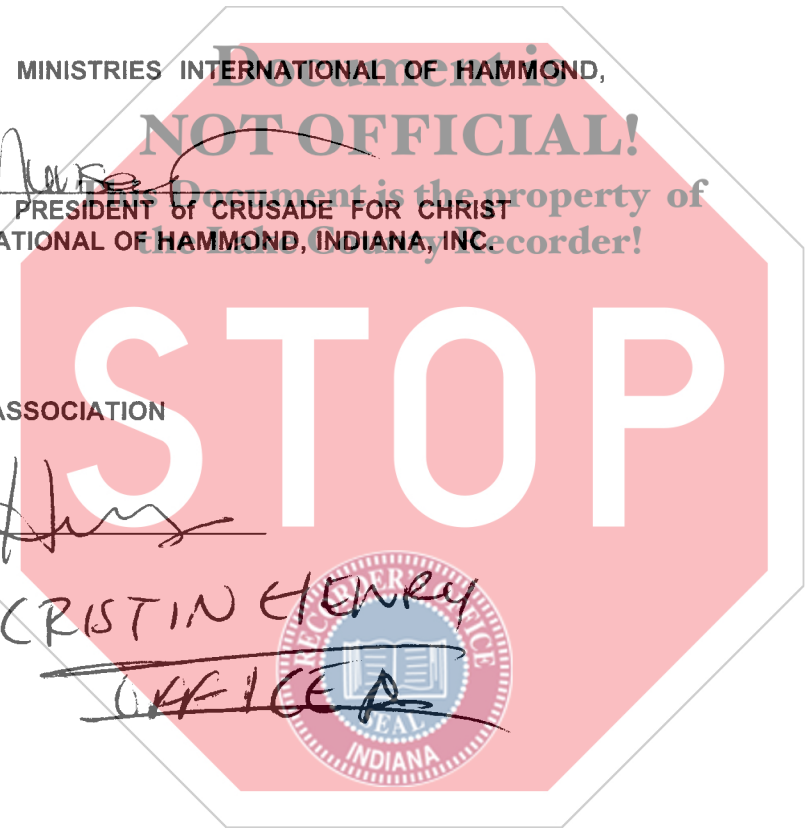 Document is
MINISTRIES INTERNATIONAL OF HAMMOND,
NOT OFFICIAL!
This Document is the property of
PRESIDENT of CRUSADE FOR CHRIST
ATIONAL OF HAMMOND, INDIANA, INC.
the Lake County Recorder!
STOP
ASSOCIATION
CRISTIN HENRY
OFFICER
RECORDER'S OFFICE
SEAL
INDIANA